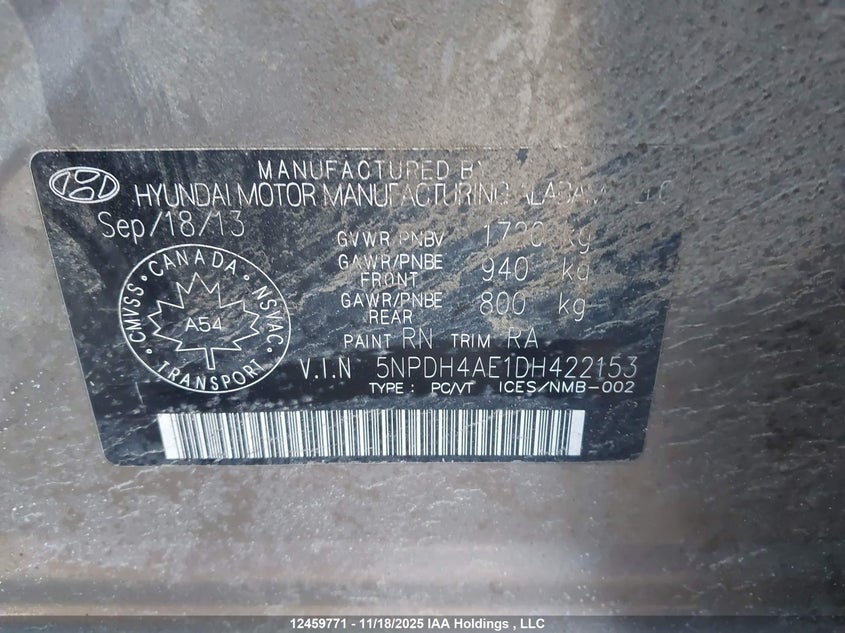 MANUFACTURED BY
HYUNDAI MOTOR MANUFACTURING
Sep/18/13
GVWR/PNBV 1720 kg
GAWR/PNBE FRONT 940 kg
GAWR/PNBE REAR 800 kg
CMVSS • CANADA • NSVAC • TRANSPORT •
A54
PAINT RN TRIM RA
V.I.N 5NPDH4AE1DH422153
TYPE : PC/VT ICES/NMB-002
12459771 - 11/18/2025 IAA Holdings , LLC